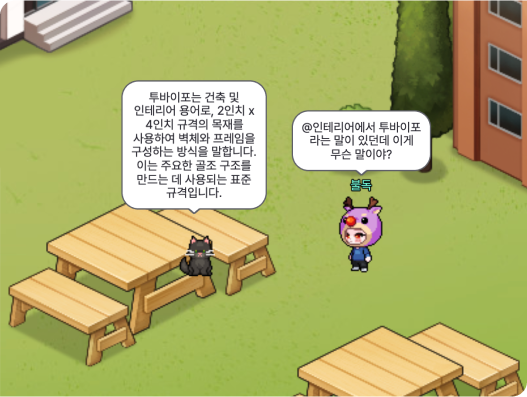 투바이포는 건축 및
인테리어 용어로, 2인치 x
4인치 규격의 목재를
사용하여 벽체와 프레임을
구성하는 방식을 말합니다.
이는 주요한 골조 구조를
만드는 데 사용되는 표준
규격입니다.
@인테리어에서 투바이포
라는 말이 있던데 이게
무슨 말이야?
불독